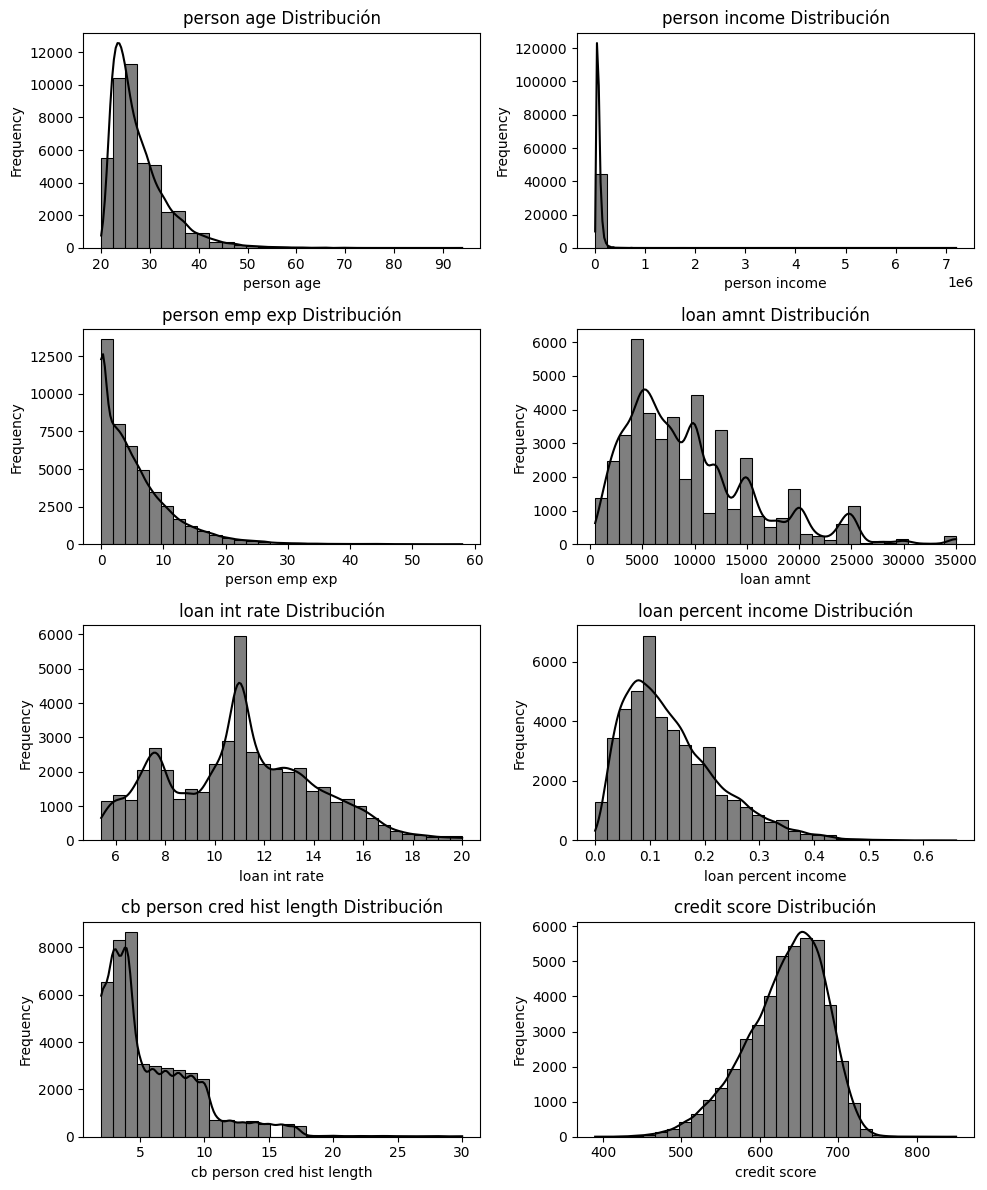 person age Distribución
person income Distribución
Frequency
12000
10000
8000
6000
4000
2000
0
20 30 40 50 60 70 80 90
person age
Frequency
120000
100000
80000
60000
40000
20000
0
0 1 2 3 4 5 6 7
1e6
person income
person emp exp Distribución
loan amnt Distribución
Frequency
12500
10000
7500
5000
2500
0
0 10 20 30 40 50 60
person emp exp
Frequency
6000
5000
4000
3000
2000
1000
0
0 5000 10000 15000 20000 25000 30000 35000
loan amnt
loan int rate Distribución
loan percent income Distribución
Frequency
6000
5000
4000
3000
2000
1000
0
6 8 10 12 14 16 18 20
loan int rate
Frequency
6000
4000
2000
0
0.0 0.1 0.2 0.3 0.4 0.5 0.6
loan percent income
cb person cred hist length Distribución
credit score Distribución
Frequency
8000
6000
4000
2000
0
5 10 15 20 25 30
cb person cred hist length
Frequency
6000
5000
4000
3000
2000
1000
0
400 500 600 700 800
credit score